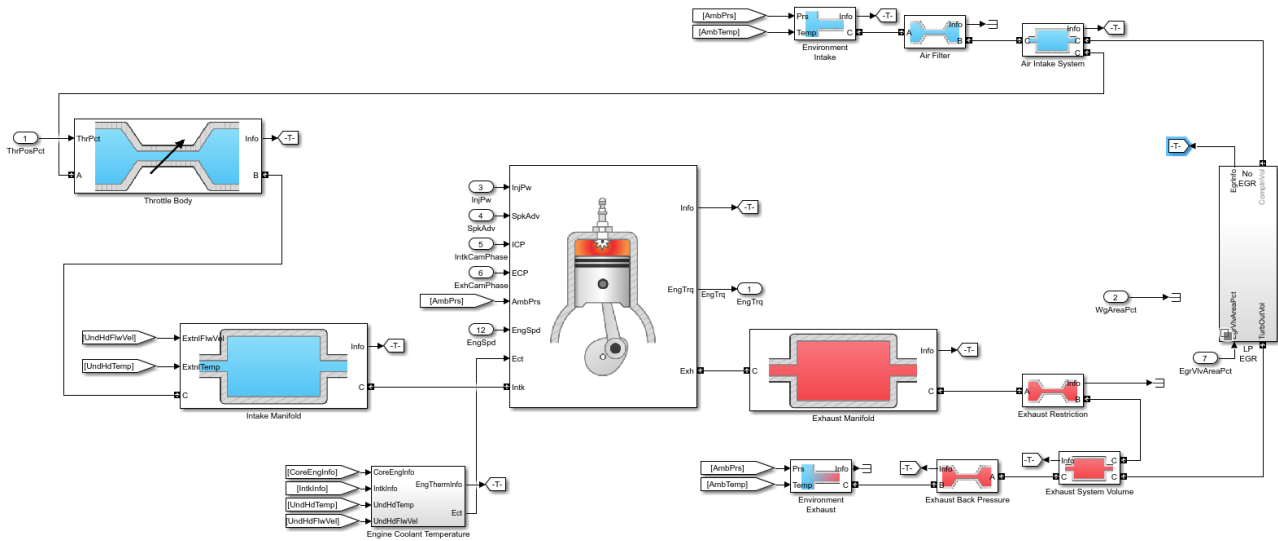 [AmbPrs]
[AmbTemp]
Prs
Temp
Info
C
Environment
Intake
-T-
A
Info
B
Air Filter
C
Info
C
C
Air Intake System
-T-
1
ThrPosPct
ThrPct
A
Info
B
Throttle Body
-T-
-T-
EgrInfo
No
EGR
CompInVol
EgrVlvAreaPct
TurbOutVol
LP
EGR
2
WgAreaPct
7
EgrVlvAreaPct
3
InjPw
4
SpkAdv
5
IntkCamPhase
6
ExhCamPhase
[AmbPrs]
12
EngSpd
InjPw
SpkAdv
ICP
ECP
AmbPrs
EngSpd
Ect
Intk
Info
EngTrq
Exh
-T-
EngTrq
1
EngTrq
[UndHdFlwVel]
[UndHdTemp]
ExtnlFlwVel
ExtnlTemp
C
Info
C
Intake Manifold
-T-
C
Info
C
Exhaust Manifold
-T-
A
Info
B
Exhaust Restriction
[CoreEngInfo]
[IntkInfo]
[UndHdTemp]
[UndHdFlwVel]
CoreEngInfo
IntkInfo
UndHdTemp
UndHdFlwVel
EngThermInfo
Ect
Engine Coolant Temperature
-T-
[AmbPrs]
[AmbTemp]
Prs
Temp
Info
C
Environment
Exhaust
-T-
Info
B
A
Exhaust Back Pressure
-T-
Info
C
C
C
Exhaust System Volume